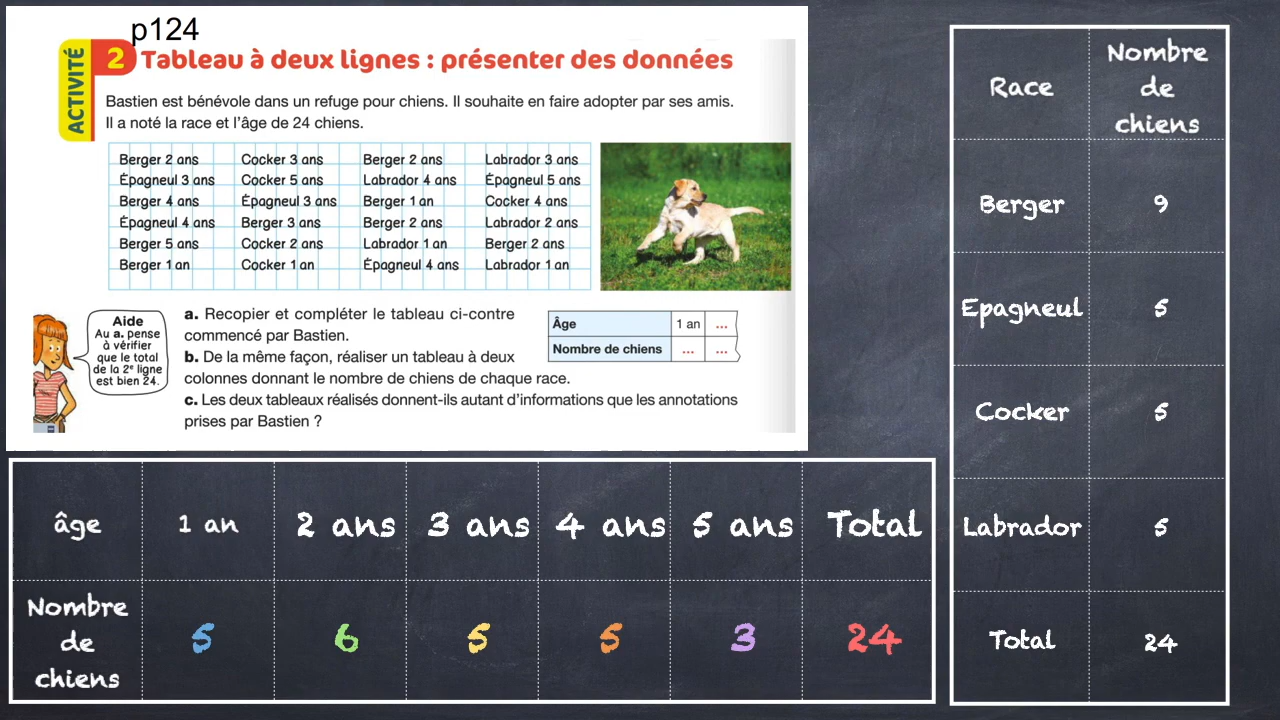 p124
ACTIVITÉ
2 Tableau à deux lignes : présenter des données
Bastien est bénévole dans un refuge pour chiens. Il souhaite en faire adopter par ses amis.
Il a noté la race et l'âge de 24 chiens.
Berger 2 ans Cocker 3 ans Berger 2 ans Labrador 3 ans
Épagneul 3 ans Cocker 5 ans Labrador 4 ans Épagneul 5 ans
Berger 4 ans Épagneul 3 ans Berger 1 an Cocker 4 ans
Épagneul 4 ans Berger 3 ans Berger 2 ans Labrador 2 ans
Berger 5 ans Cocker 2 ans Labrador 1 an Berger 2 ans
Berger 1 an Cocker 1 an Épagneul 4 ans Labrador 1 an
Aide
Au a. pense
à vérifier
que le total
de la 2e ligne
est bien 24.
a. Recopier et compléter le tableau ci-contre
commencé par Bastien.
b. De la même façon, réaliser un tableau à deux
colonnes donnant le nombre de chiens de chaque race.
c. Les deux tableaux réalisés donnent-ils autant d'informations que les annotations
prises par Bastien ?
Âge 1 an ...
Nombre de chiens ... ...
âge 1 an 2 ans 3 ans 4 ans 5 ans Total
Nombre
de
chiens
5 6 5 5 3 24
Race
Nombre
de
chiens
Berger 9
Epagneul 5
Cocker 5
Labrador 5
Total 24